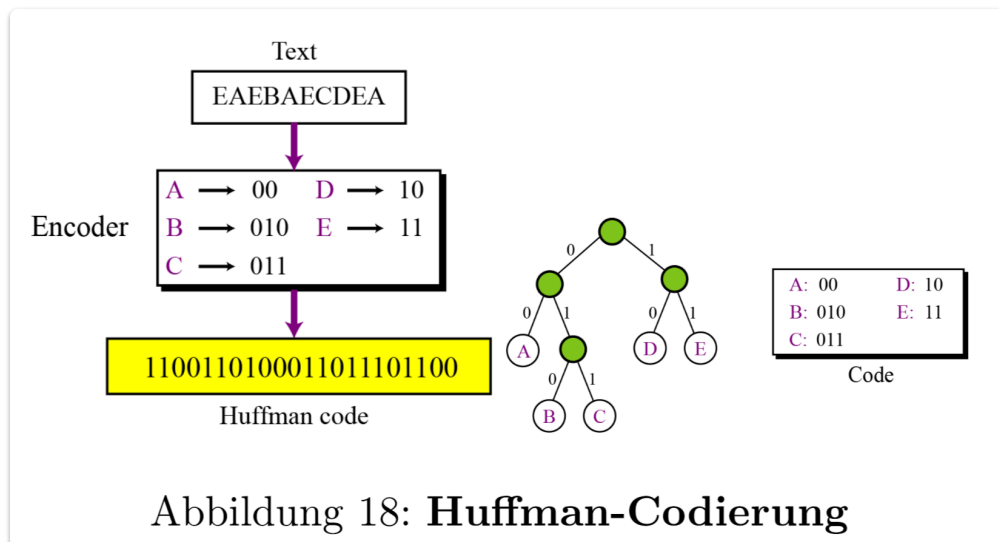 Text
EAEBAECDEA
Encoder
A → 00 D → 10
B → 010 E → 11
C → 011
1100110100011011101100
Huffman code
0 1
0 1 0 1
A D E
0 1
B C
A: 00 D: 10
B: 010 E: 11
C: 011
Code
Abbildung 18: Huffman-Codierung